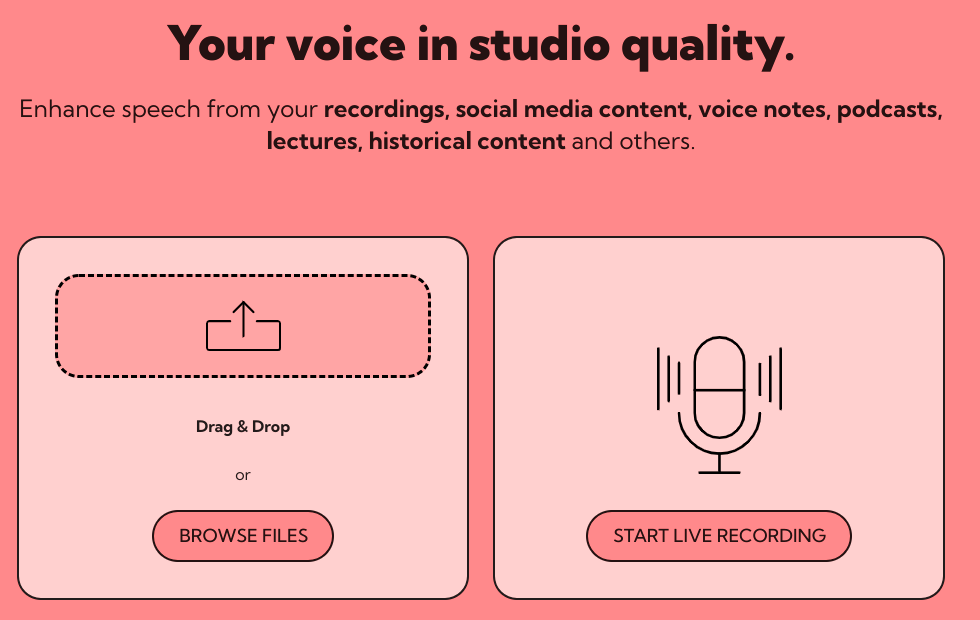 Your voice in studio quality.
Enhance speech from your recordings, social media content, voice notes, podcasts,
lectures, historical content and others.
Drag & Drop
or
BROWSE FILES
START LIVE RECORDING